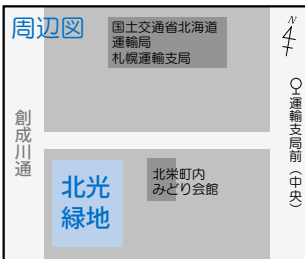 周辺図
国土交通省北海道
運輸局
札幌運輸支局
N
運輸支局前（中央）
創成川通
北光
緑地
北栄町内
みどり会館